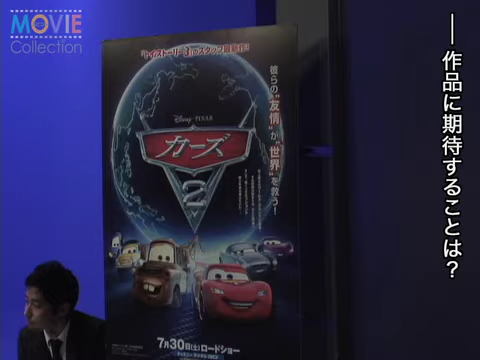 MOVIE
Collection
―作品に期待することは？
『トイ・ストーリー3』のスタッフ最新作!
彼らの“友情”が“世界”を救う!
Disney PIXAR
カーズ
2
7月30日(土)ロードショー